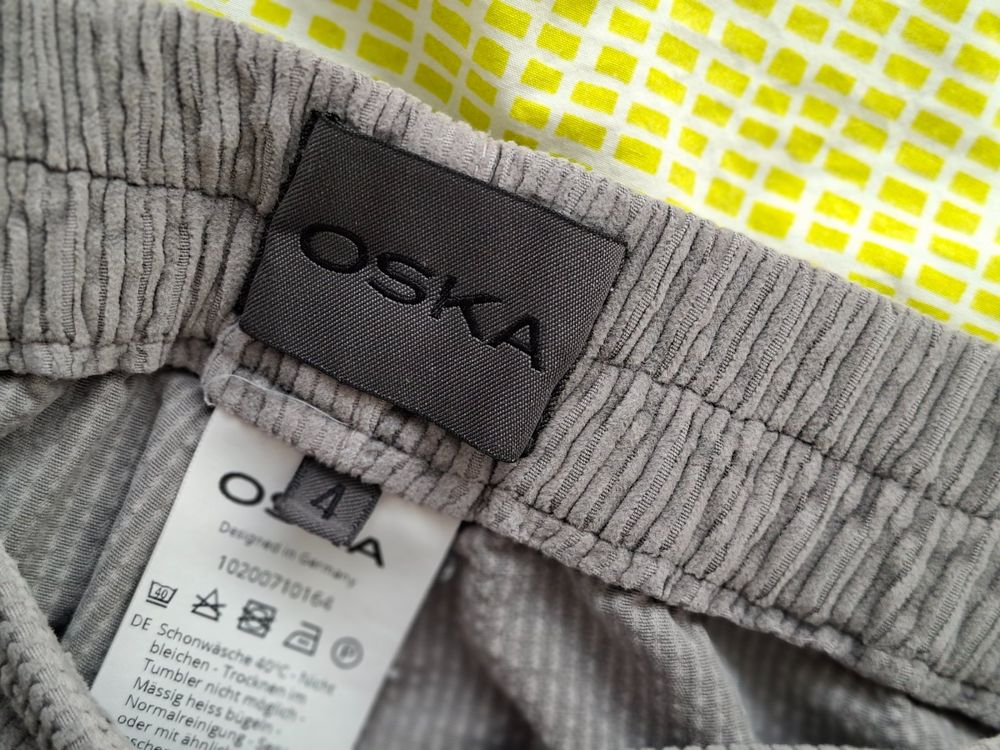 OSKA
4
OSKA
Designed in Germany
10200710164
40
P
DE Schonwäsche 40°C - Nicht
bleichen - Trocknen im
Tumbler nicht möglich -
Mässig heiss bügeln -
Normalreinigung -
oder mit